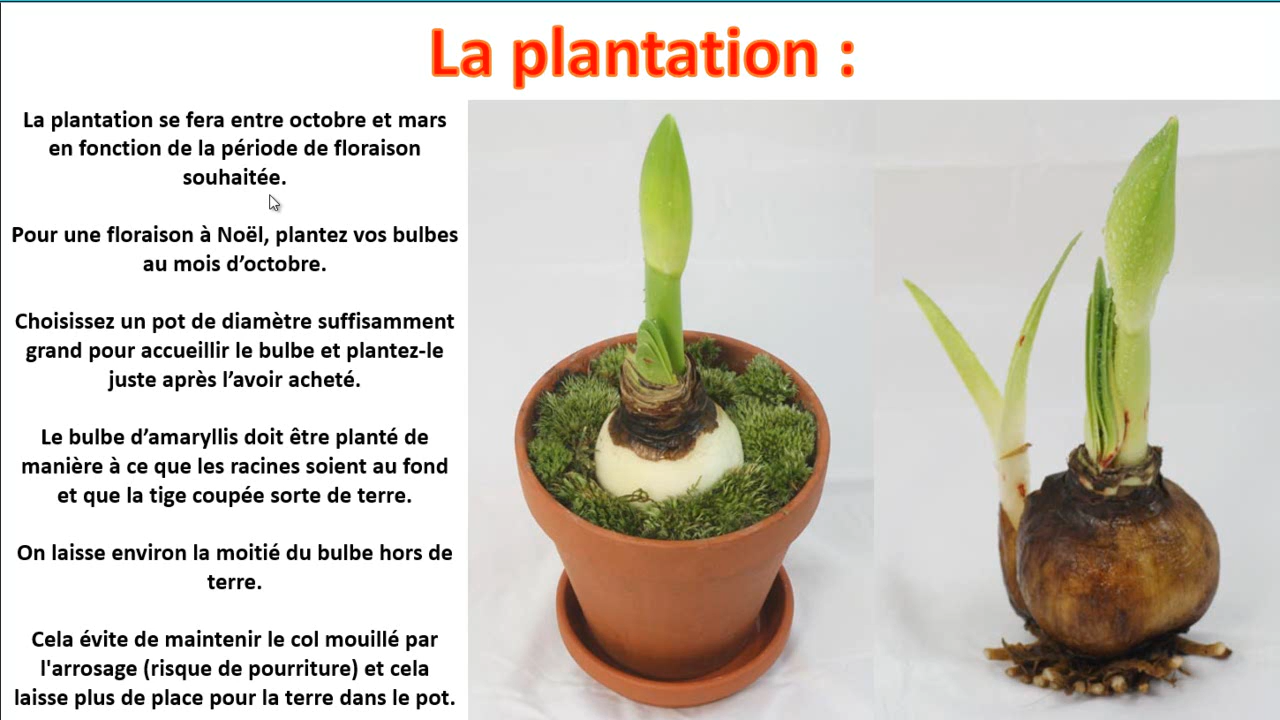 La plantation :
La plantation se fera entre octobre et mars
en fonction de la période de floraison
souhaitée.
Pour une floraison à Noël, plantez vos bulbes
au mois d’octobre.
Choisissez un pot de diamètre suffisamment
grand pour accueillir le bulbe et plantez-le
juste après l’avoir acheté.
Le bulbe d’amaryllis doit être planté de
manière à ce que les racines soient au fond
et que la tige coupée sorte de terre.
On laisse environ la moitié du bulbe hors de
terre.
Cela évite de maintenir le col mouillé par
l'arrosage (risque de pourriture) et cela
laisse plus de place pour la terre dans le pot.